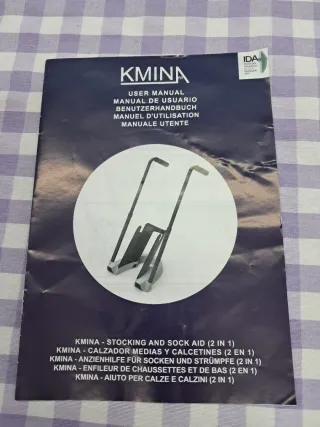 KMINA
IDA
USER MANUAL
MANUAL DE USUARIO
BENUTZERHANDBUCH
MANUEL D'UTILISATION
MANUALE UTENTE
KMINA - STOCKING AND SOCK AID (2 IN 1)
KMINA - CALZADOR MEDIAS Y CALCETINES (2 EN 1)
KMINA - ANZIEHHILFE FÜR SOCKEN UND STRÜMPFE (2 IN 1)
KMINA - ENFILEUR DE CHAUSSETTES ET DE BAS (2 EN 1)
KMINA - AIUTO PER CALZE E CALZINI (2 IN 1)